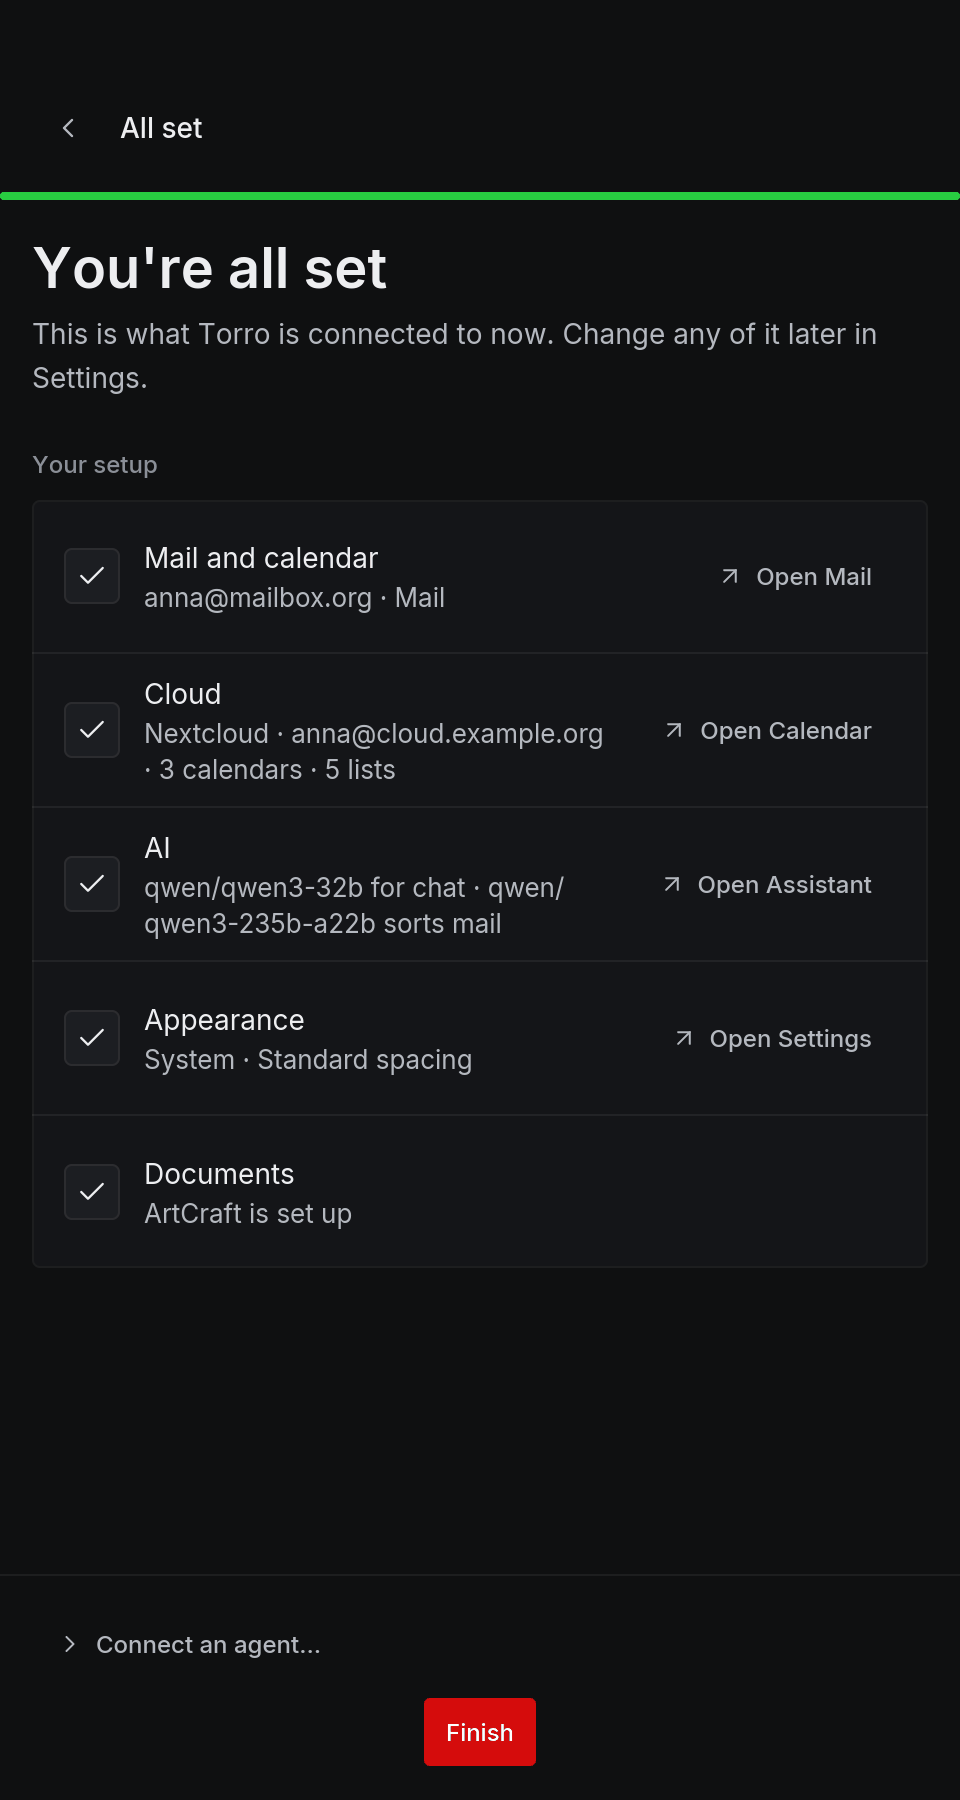 All set
You're all set
This is what Torro is connected to now. Change any of it later in
Settings.
Your setup
Mail and calendar
anna@mailbox.org · Mail
Open Mail
Cloud
Nextcloud · anna@cloud.example.org
· 3 calendars · 5 lists
Open Calendar
AI
qwen/qwen3-32b for chat · qwen/
qwen3-235b-a22b sorts mail
Open Assistant
Appearance
System · Standard spacing
Open Settings
Documents
ArtCraft is set up
Connect an agent...
Finish